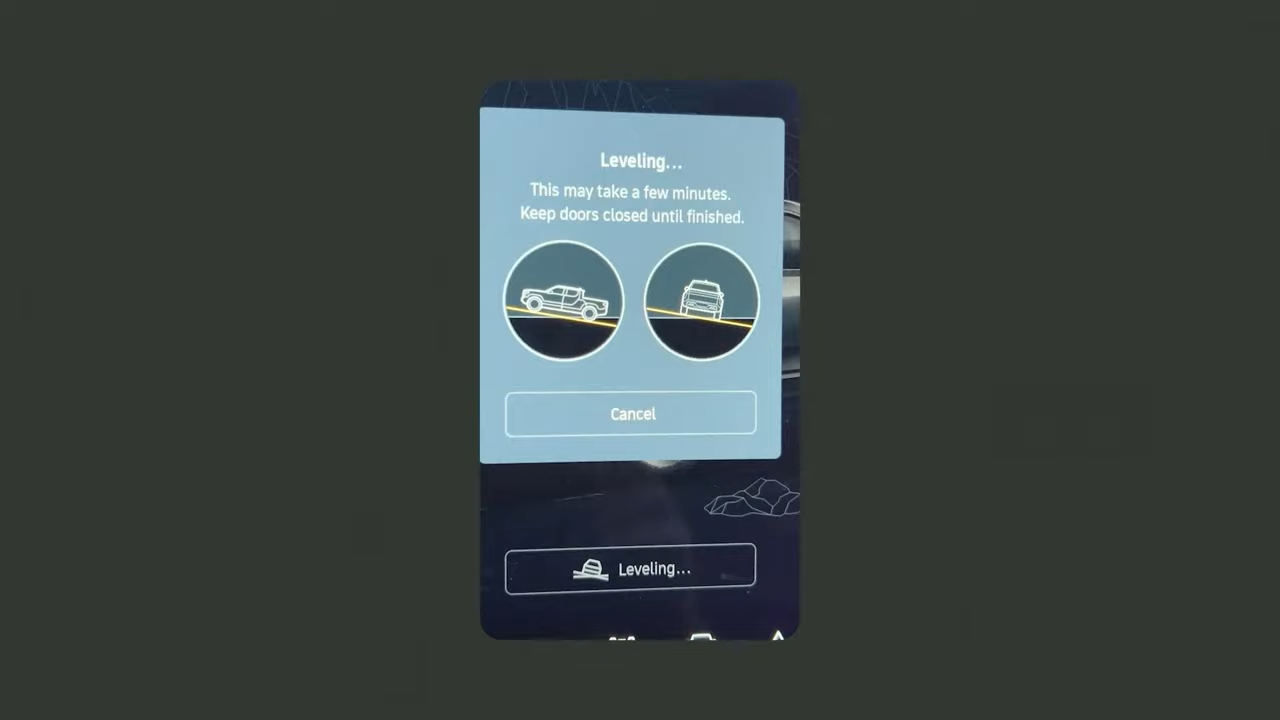 Leveling...
This may take a few minutes.
Keep doors closed until finished.
Cancel
Leveling...